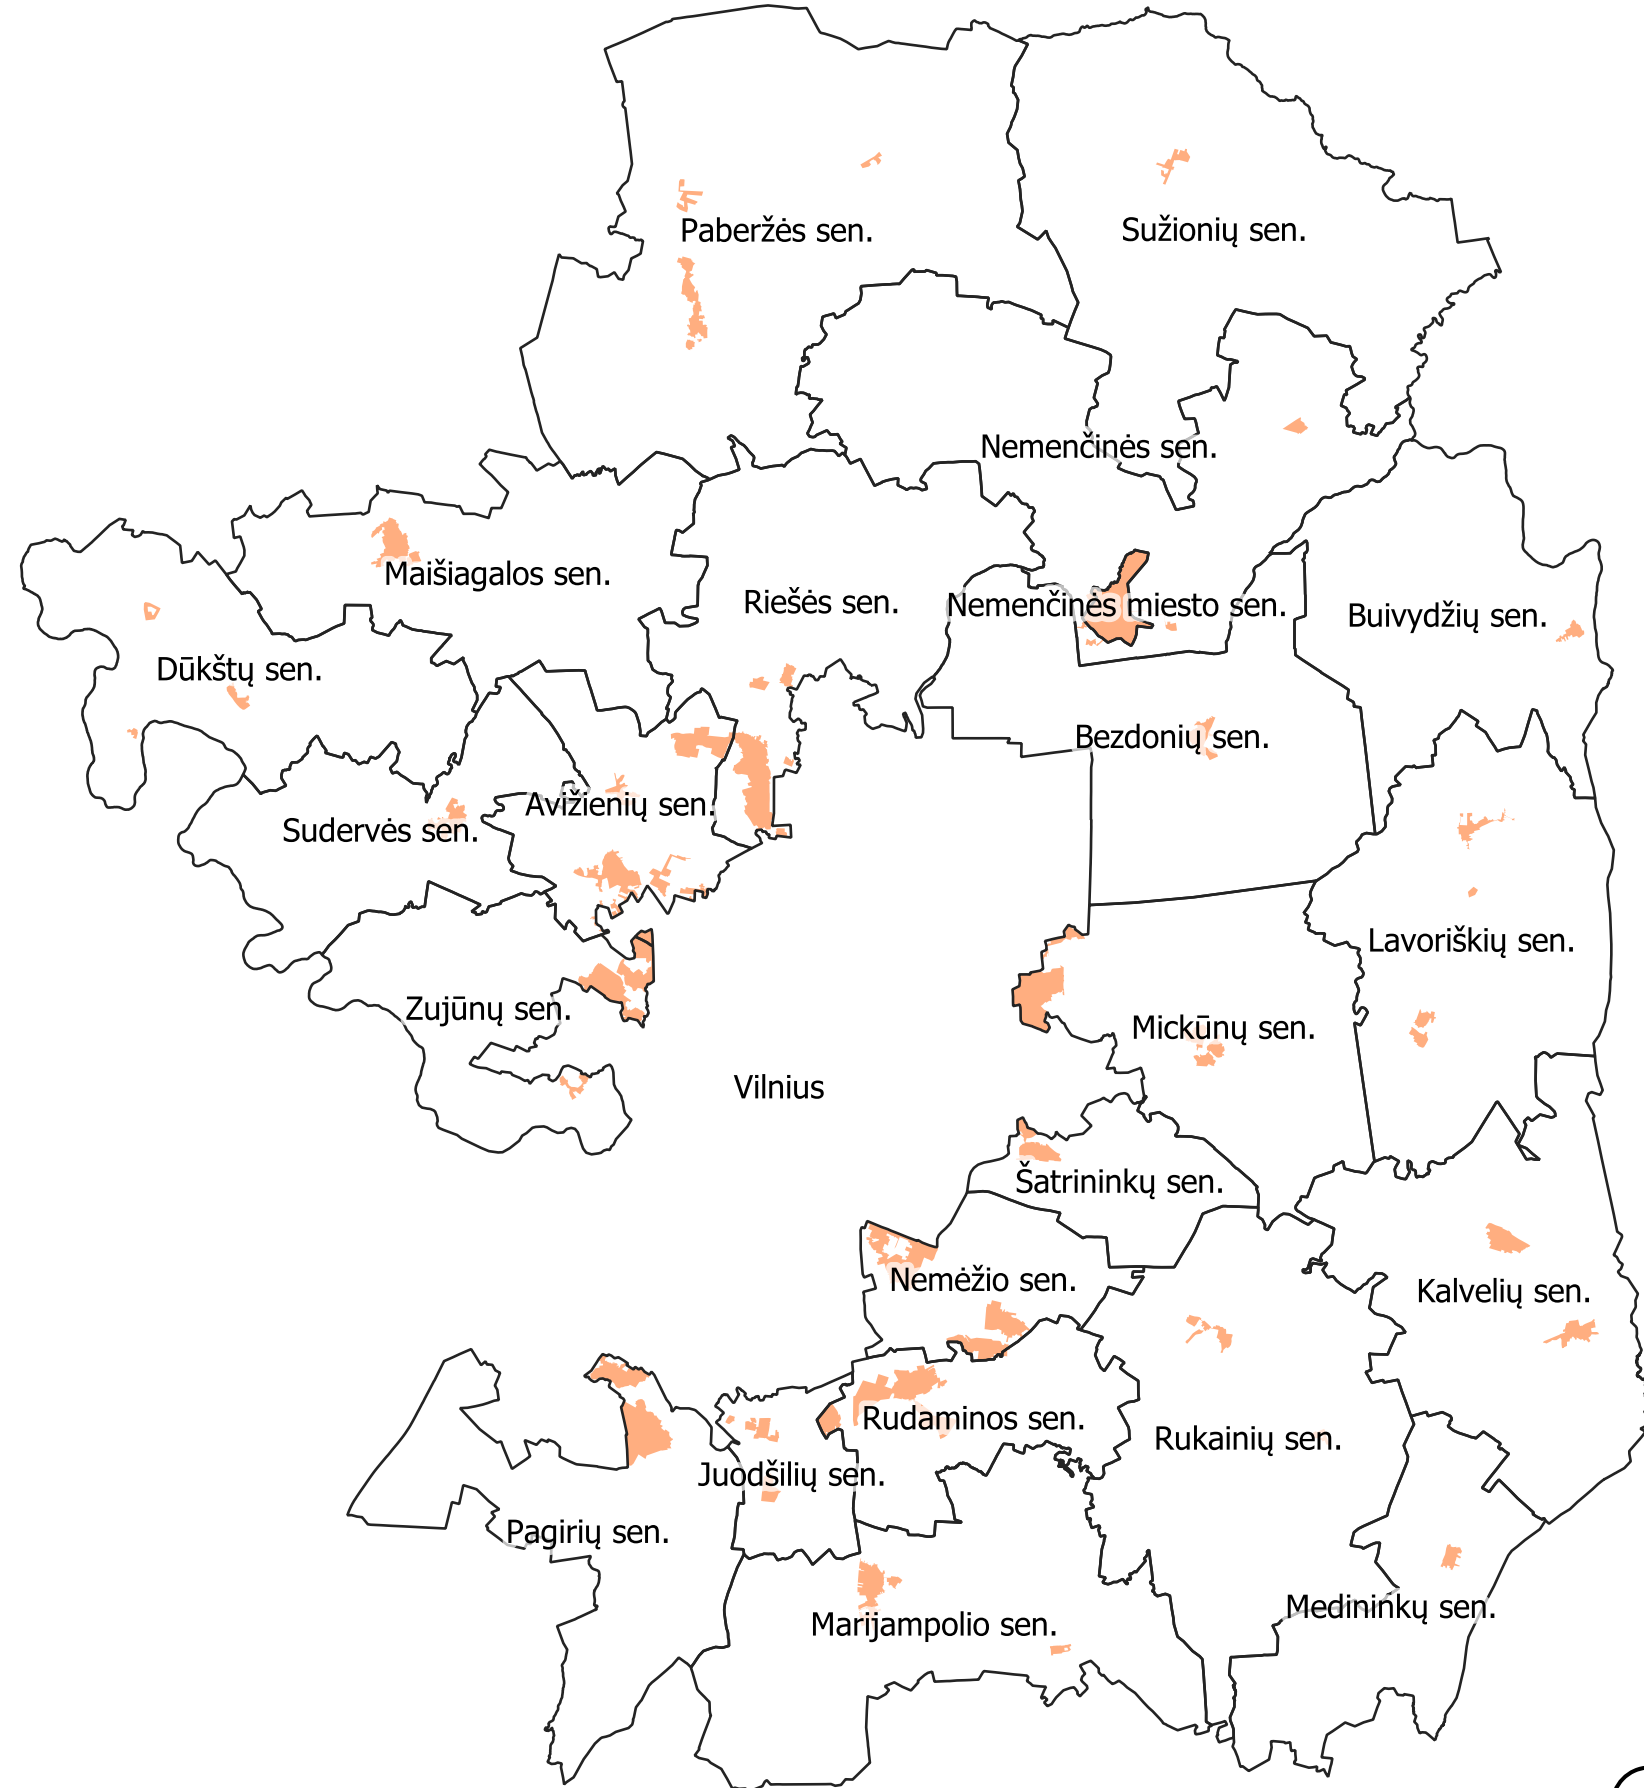 Paberžės sen.
Sužionių sen.
Nemenčinės sen.
Maišiagalos sen.
Riešės sen.
Nemenčinės miesto sen.
Buivydžių sen.
Dūkštų sen.
Bezdonių sen.
Avižienių sen.
Sudervės sen.
Lavoriškių sen.
Zujūnų sen.
Mickūnų sen.
Vilnius
Šatrininkų sen.
Nemėžio sen.
Kalvelių sen.
Rudaminos sen.
Rukainių sen.
Juodšilių sen.
Pagirių sen.
Medininkų sen.
Marijampolio sen.